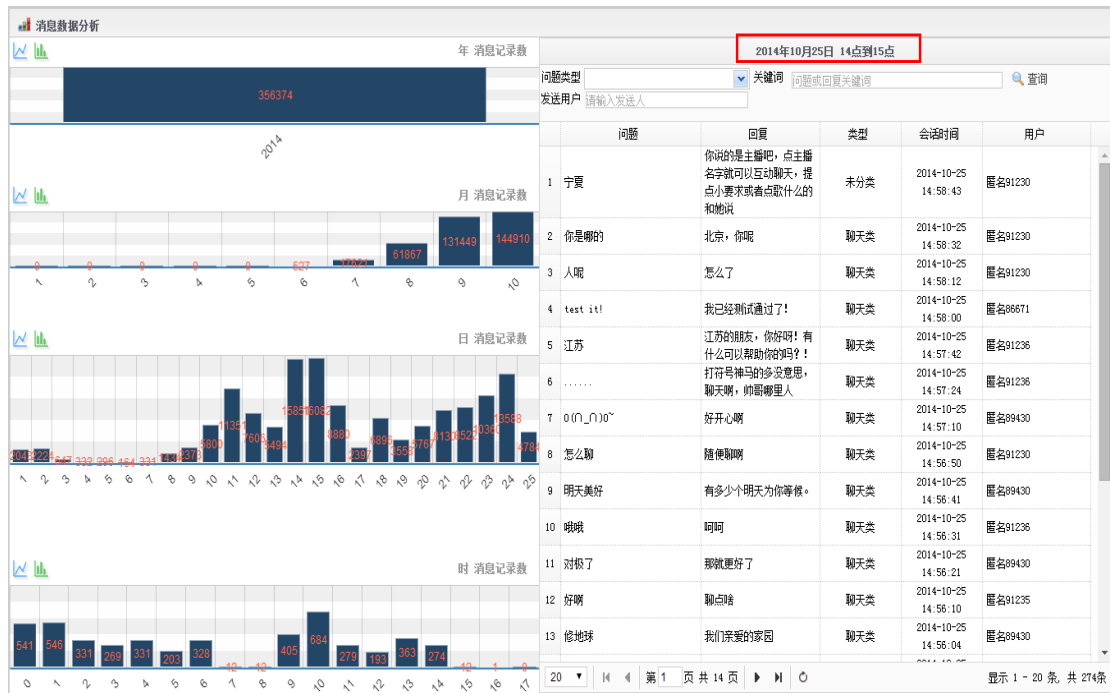 消息数据分析
年 消息记录数
356374
2014
月 消息记录数
0 0 0 0 0 527 61867 131449 144910
1 2 3 4 5 6 7 8 9 10
日 消息记录数
647 332 296 164 331 2373 11351 5494 16082 2397 13588
1 2 3 4 5 6 7 8 9 10 11 12 13 14 15 16 17 18 19 20 21 22 23 24 25
时 消息记录数
541 546 331 269 331 203 328 12 12 405 684 279 193 363 274 12 1 0
0 1 2 3 4 5 6 7 8 9 10 11 12 13 14 15 16 17
2014年10月25日 14点到15点
问题类型 关键词 问题或回复关键词 查询
发送用户 请输入发送人
问题 回复 类型 会话时间 用户
1 宁夏 你说的是主播吧，点主播
名字就可以互动聊天，提
点小要求或者点歌什么的
和她说 未分类 2014-10-25
14:58:43 匿名91230
2 你是哪的 北京，你呢 聊天类 2014-10-25
14:58:32 匿名91230
3 人呢 怎么了 聊天类 2014-10-25
14:58:12 匿名91230
4 test it! 我已经测试通过了! 聊天类 2014-10-25
14:58:00 匿名86671
5 江苏 江苏的朋友，你好呀! 有
什么可以帮助你的吗?! 聊天类 2014-10-25
14:57:42 匿名91236
6 ...... 打符号神马的多没意思，
聊天啊，帅哥哪里人 聊天类 2014-10-25
14:57:24 匿名91236
7 O(∩_∩)O~ 好开心啊 聊天类 2014-10-25
14:57:10 匿名89430
8 怎么聊 随便聊啊 聊天类 2014-10-25
14:56:50 匿名91230
9 明天美好 有多少个明天为你等候。 聊天类 2014-10-25
14:56:41 匿名89430
10 哦哦 呵呵 聊天类 2014-10-25
14:56:31 匿名91236
11 对极了 那就更好了 聊天类 2014-10-25
14:56:21 匿名89430
12 好啊 聊点啥 聊天类 2014-10-25
14:56:10 匿名91235
13 修地球 我们亲爱的家园 聊天类 2014-10-25
14:56:04 匿名89430
20 第 1 页 共 14 页 显示 1 - 20 条, 共 274条